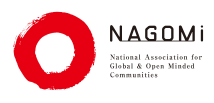 NAGOMi
National Association for
Global & Open Minded
Communities